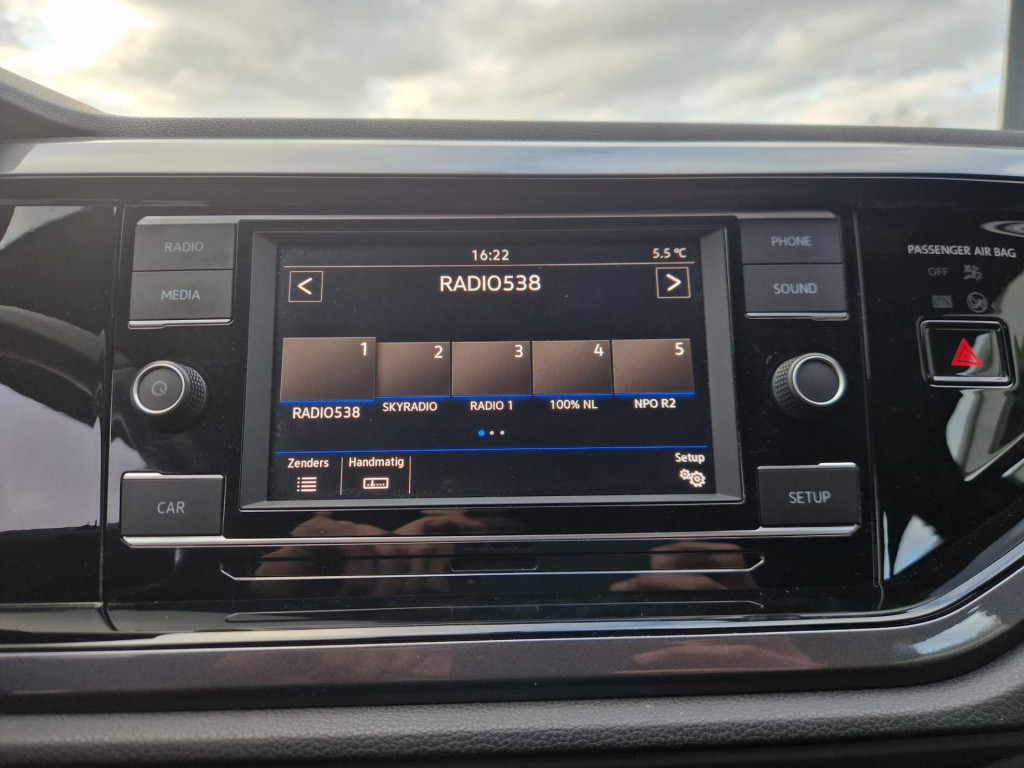 RADIO
MEDIA
CAR
16:22
5.5 °C
<
RADIO538
>
1
2
3
4
5
RADIO538
SKYRADIO
RADIO 1
100% NL
NPO R2
Zenders
Handmatig
Setup
PHONE
SOUND
SETUP
PASSENGER AIR BAG
OFF